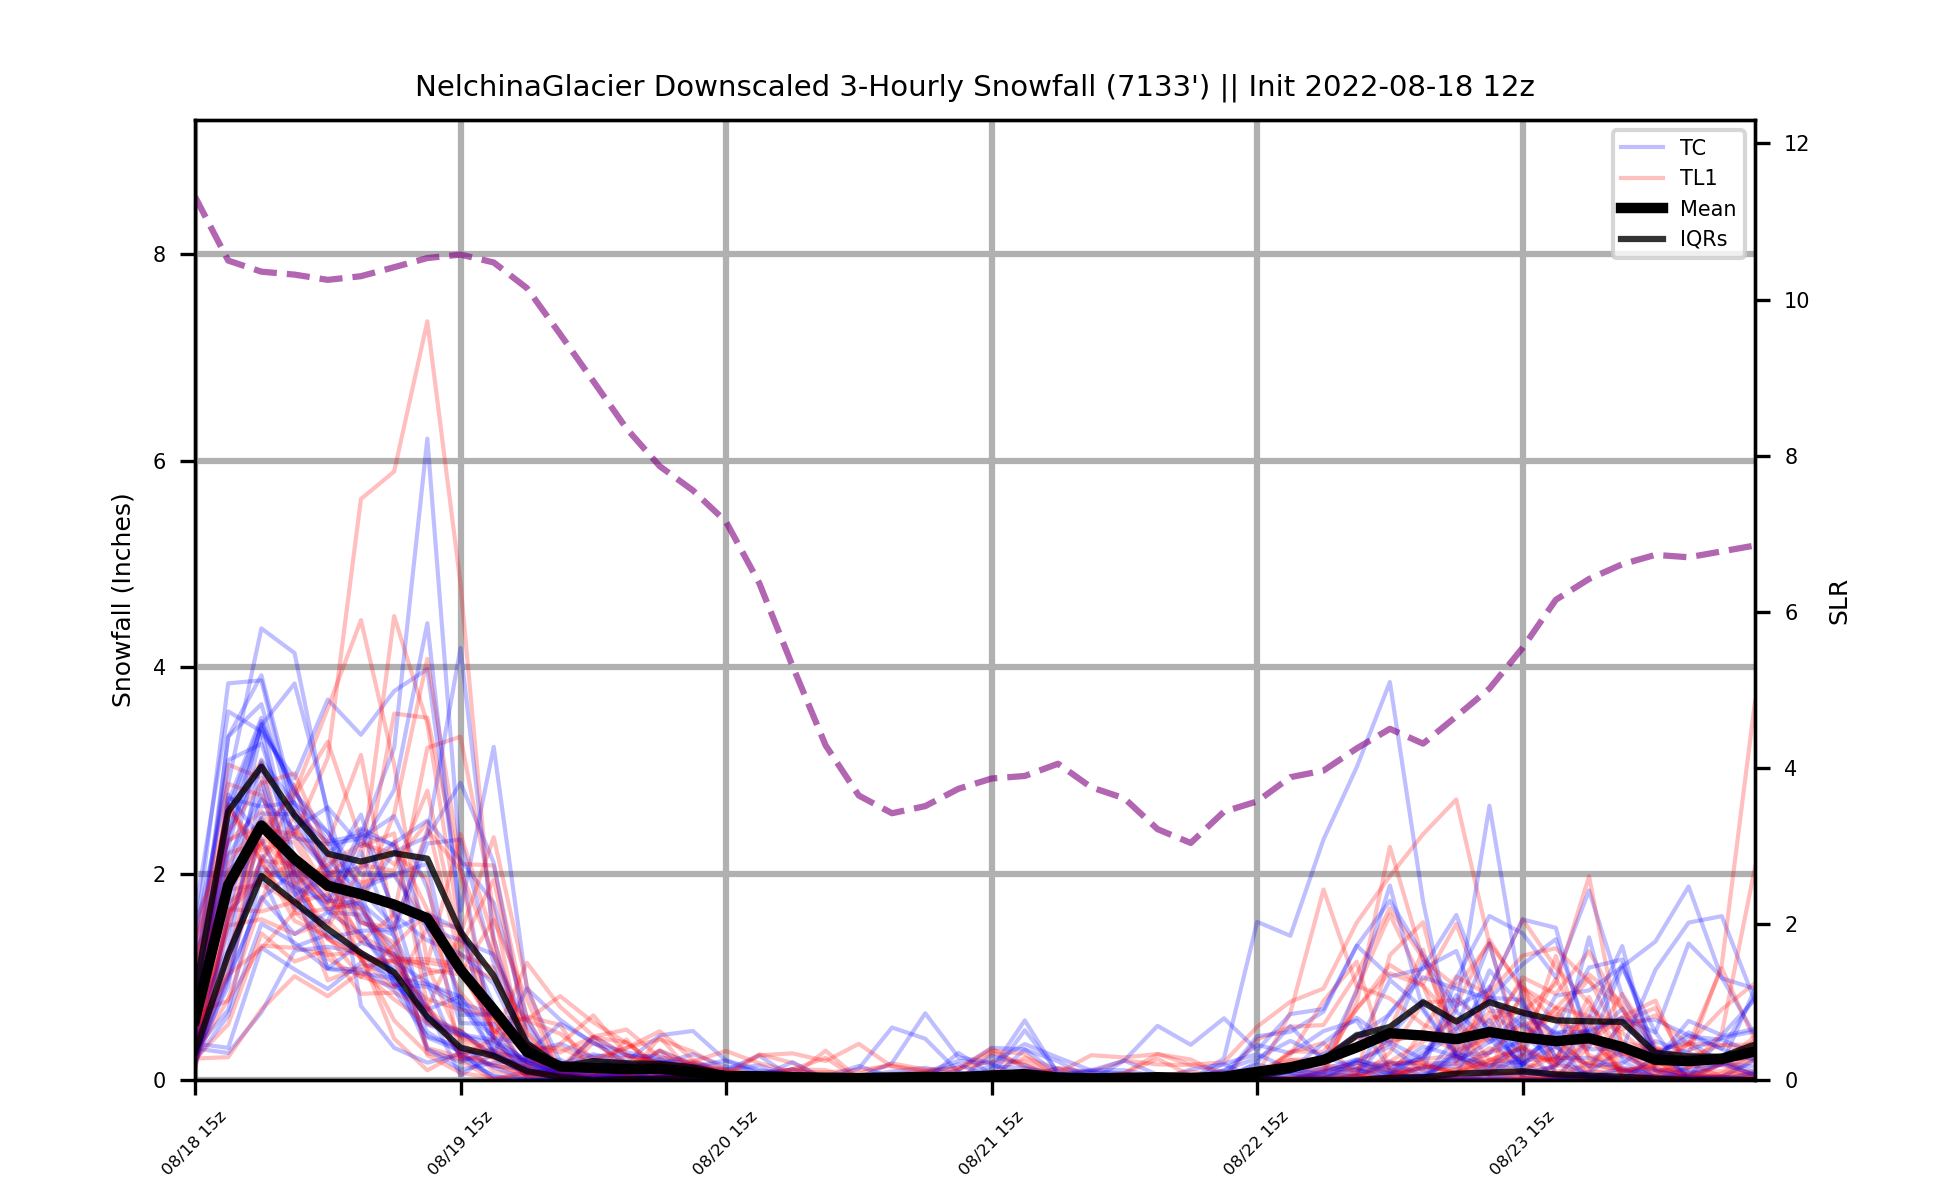 NelchinaGlacier Downscaled 3-Hourly Snowfall (7133') || Init 2022-08-18 12z
TC
TL1
Mean
IQRs
Snowfall (Inches)
8
6
4
2
0
12
10
8
6
4
2
0
SLR
08/18 15z
08/19 15z
08/20 15z
08/21 15z
08/22 15z
08/23 15z